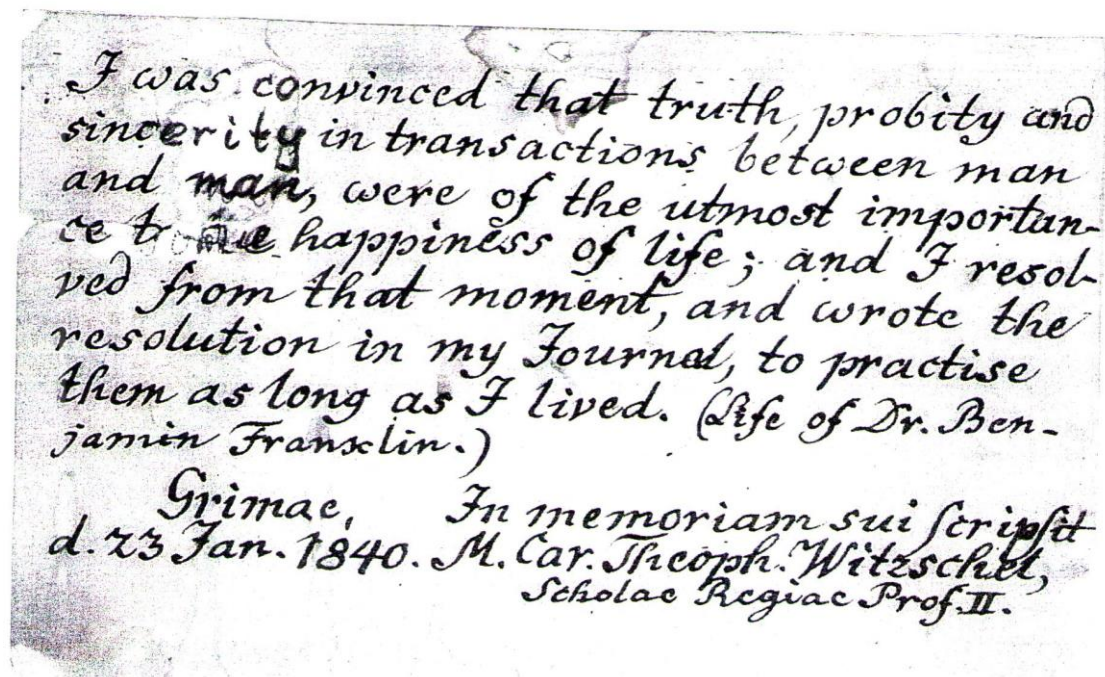 I was convinced that truth, probity and
sincerity in transactions between man
and man, were of the utmost importan-
ce to the happiness of life; and I resol-
ved from that moment, and wrote the
resolution in my Journal, to practise
them as long as I lived. (Life of Dr. Ben-
jamin Franklin.)
Grimae, In memoriam sui ſcripſit
d. 23 Jan. 1840. M. Car. Theoph. Witzschel,
Scholae Regiae Prof. II.